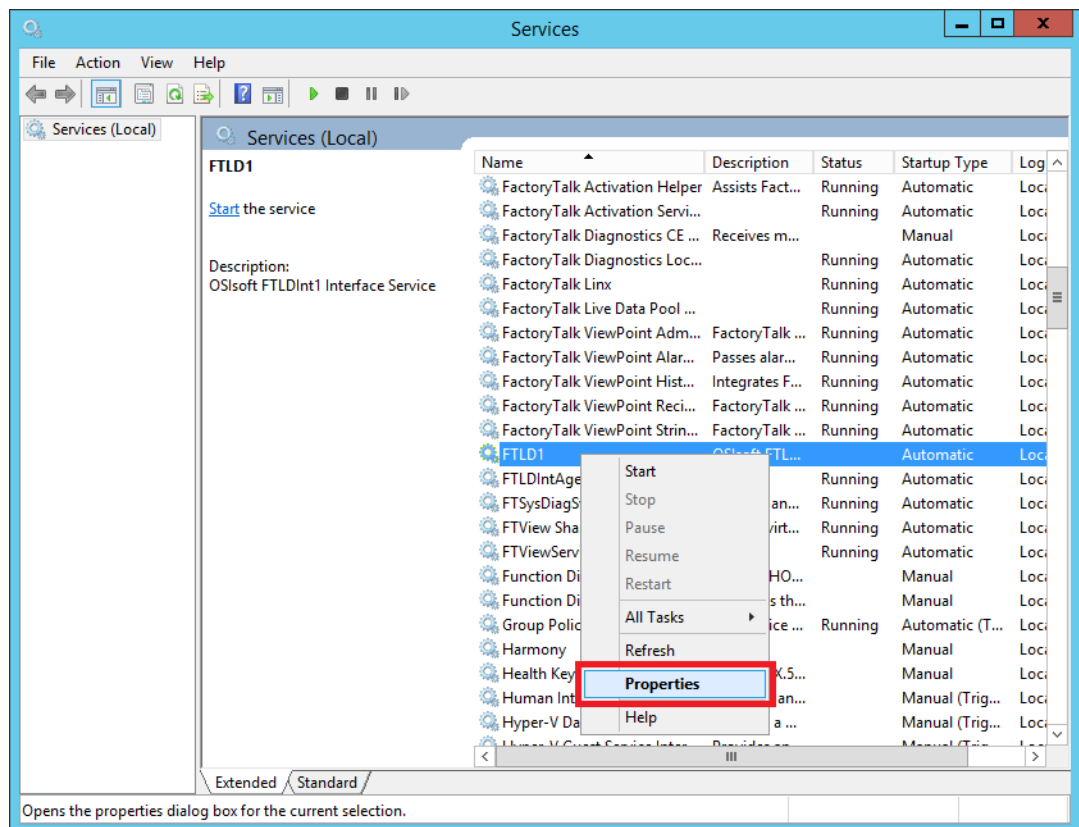 Services
File Action View Help
Services (Local)
Services (Local)
FTLD1
Start the service
Description:
OSIsoft FTLDInt1 Interface Service
Name Description Status Startup Type Log
FactoryTalk Activation Helper Assists Fact... Running Automatic Loca
FactoryTalk Activation Servi... Running Automatic Loca
FactoryTalk Diagnostics CE ... Receives m... Manual Loca
FactoryTalk Diagnostics Loc... Running Automatic Loca
FactoryTalk Linx Running Automatic Loca
FactoryTalk Live Data Pool ... Running Automatic Loca
FactoryTalk ViewPoint Adm... FactoryTalk ... Running Automatic Loca
FactoryTalk ViewPoint Alar... Passes alar... Running Automatic Loca
FactoryTalk ViewPoint Hist... Integrates F... Running Automatic Loca
FactoryTalk ViewPoint Reci... FactoryTalk ... Running Automatic Loca
FactoryTalk ViewPoint Strin... FactoryTalk ... Running Automatic Loca
FTLD1 OSIsoft FTL... Automatic Loca
FTLDIntAge Running Automatic Loca
FTSysDiagS an... Running Automatic Loca
FTView Sha virt... Running Automatic Loca
FTViewServ Running Automatic Loca
Function Di HO... Manual Loca
Function Di s th... Manual Loca
Group Polic ice ... Running Automatic (T... Loca
Harmony Manual Loca
Health Key X.5... Manual Loca
Human Int an... Manual (Trig... Loca
Hyper-V Da a ... Manual (Trig... Loca
Start
Stop
Pause
Resume
Restart
All Tasks
Refresh
Properties
Help
Extended Standard
Opens the properties dialog box for the current selection.